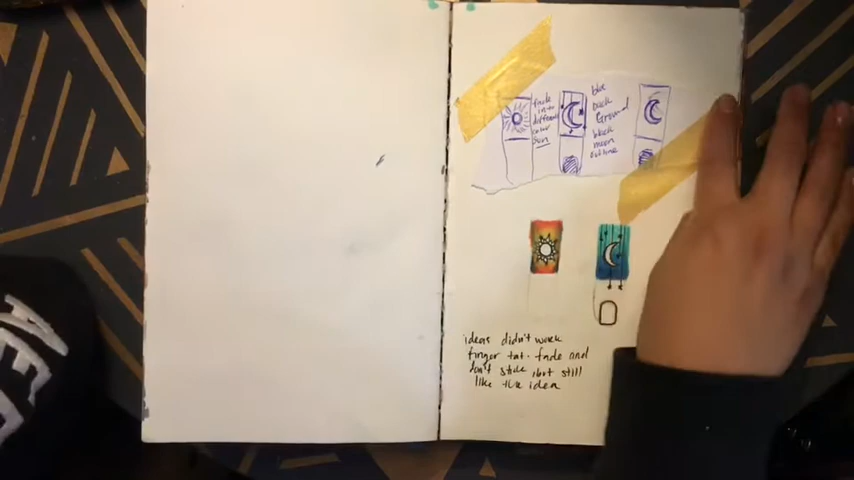 fade
into
different
color
sun
blue
back
Ground
black
moon
outline
ideas didn't work
finger tat. fade and
don't stick but still
like the idea